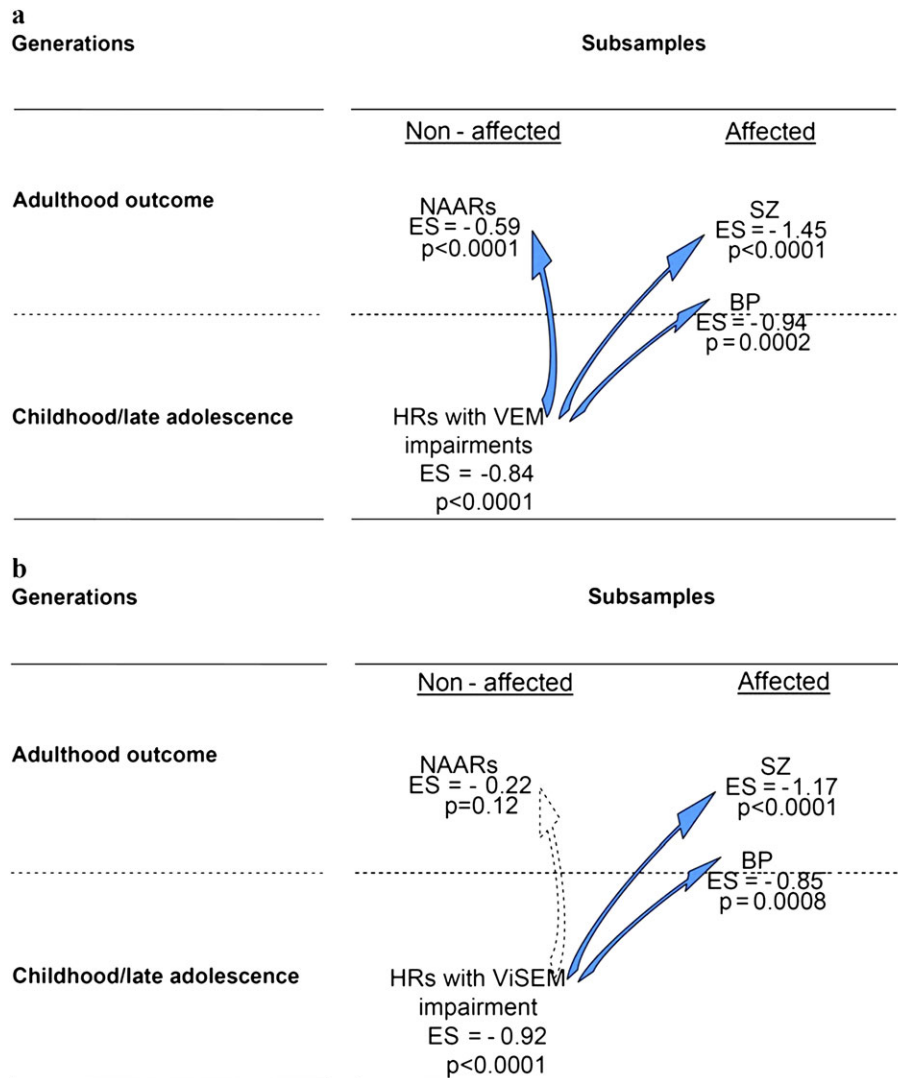 a
Generations Subsamples
Non - affected Affected
Adulthood outcome
NAARs
ES = - 0.59
p<0.0001
SZ
ES = - 1.45
p<0.0001
BP
ES = -0.94
p = 0.0002
Childhood/late adolescence
HRs with VEM
impairments
ES = -0.84
p<0.0001
b
Generations Subsamples
Non - affected Affected
Adulthood outcome
NAARs
ES = - 0.22
p=0.12
SZ
ES = -1.17
p<0.0001
BP
ES = -0.85
p = 0.0008
Childhood/late adolescence
HRs with ViSEM
impairment
ES = - 0.92
p<0.0001